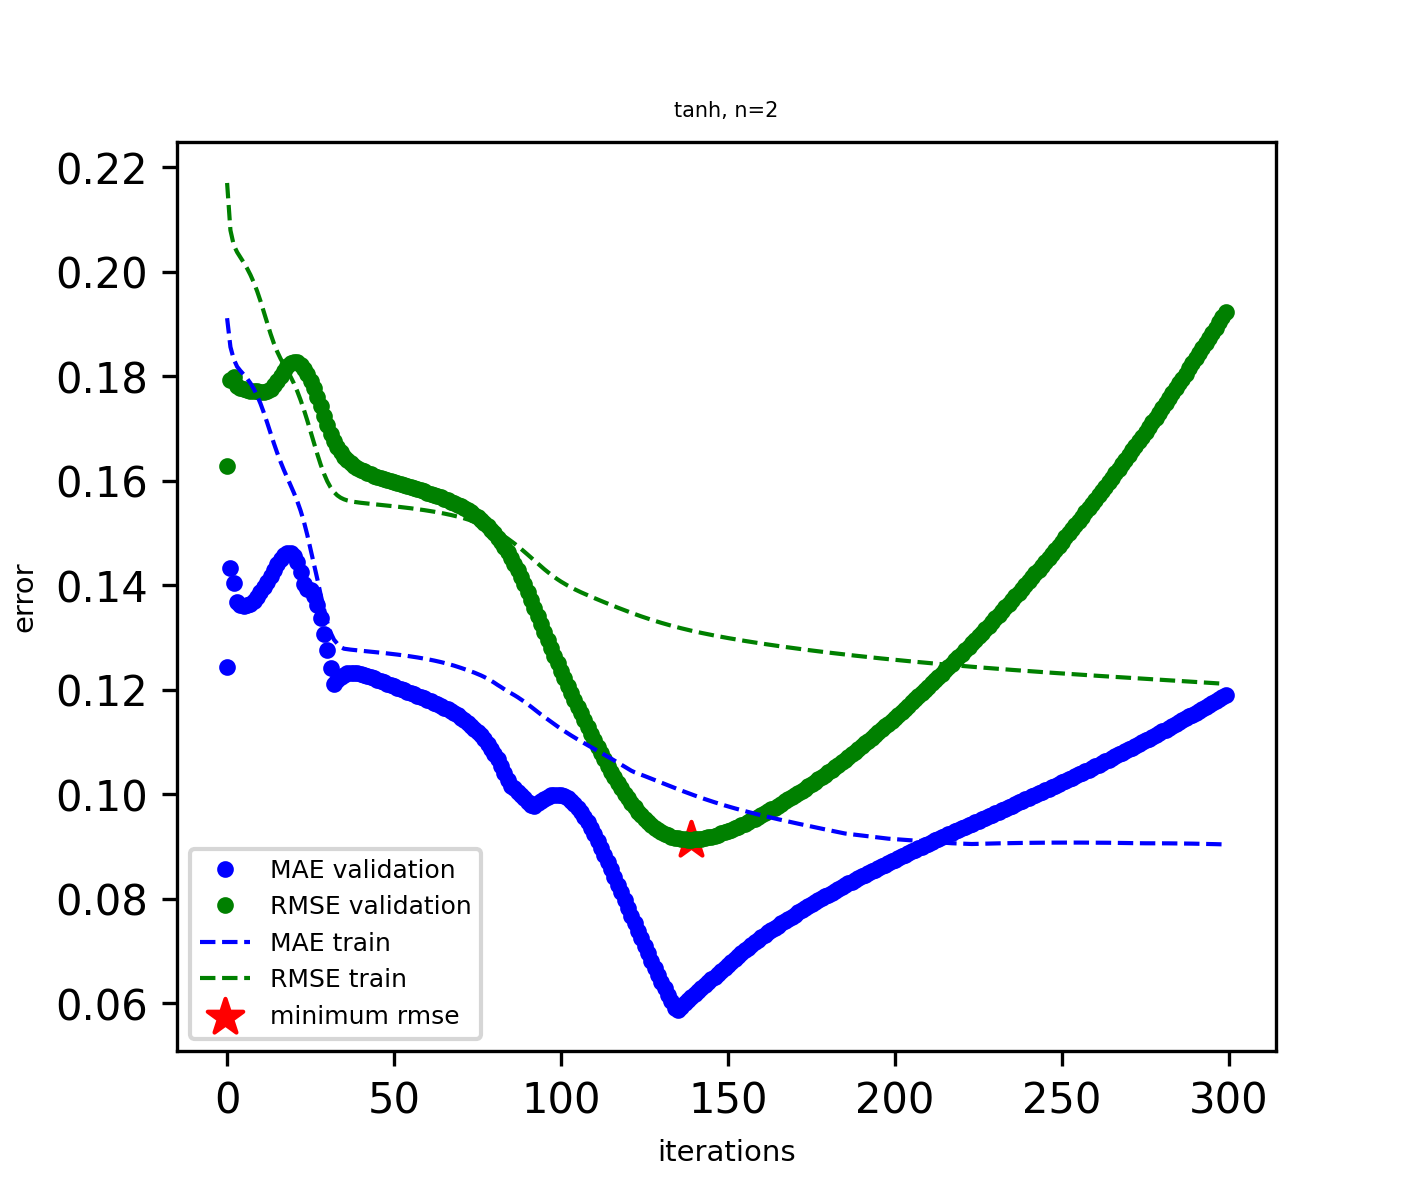 tanh, n=2
0.22
0.20
0.18
0.16
0.14
0.12
0.10
0.08
0.06
error
MAE validation
RMSE validation
MAE train
RMSE train
minimum rmse
0 50 100 150 200 250 300
iterations